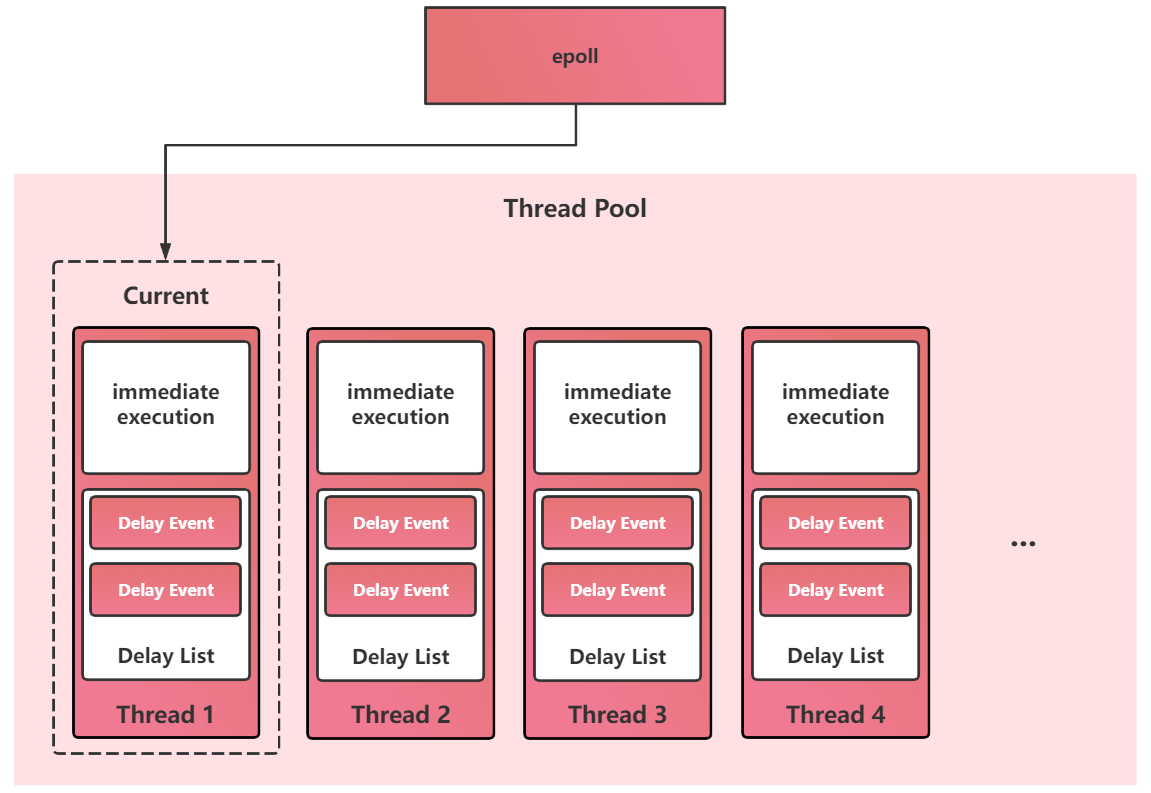 epoll
Thread Pool
Current
immediate
execution
Delay Event
Delay Event
Delay List
Thread 1
immediate
execution
Delay Event
Delay Event
Delay List
Thread 2
immediate
execution
Delay Event
Delay Event
Delay List
Thread 3
immediate
execution
Delay Event
Delay Event
Delay List
Thread 4
...